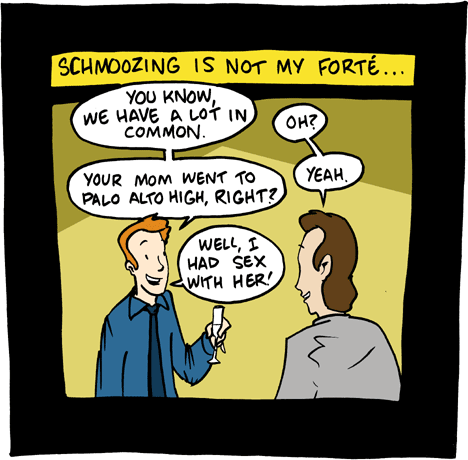 SCHMOOZING IS NOT MY FORTÉ...
YOU KNOW,
WE HAVE A LOT IN
COMMON.
OH?
YOUR MOM WENT TO
PALO ALTO HIGH, RIGHT?
YEAH.
WELL, I
HAD SEX
WITH HER!